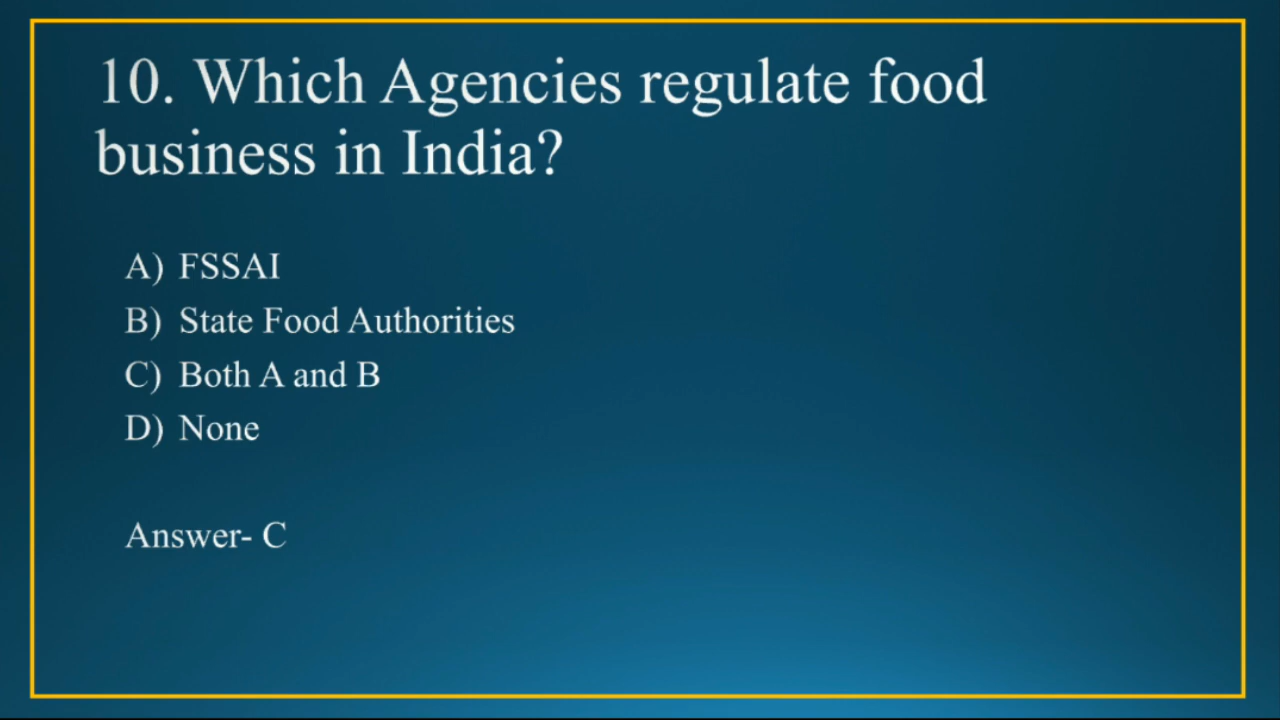 10. Which Agencies regulate food
business in India?
A) FSSAI
B) State Food Authorities
C) Both A and B
D) None
Answer- C